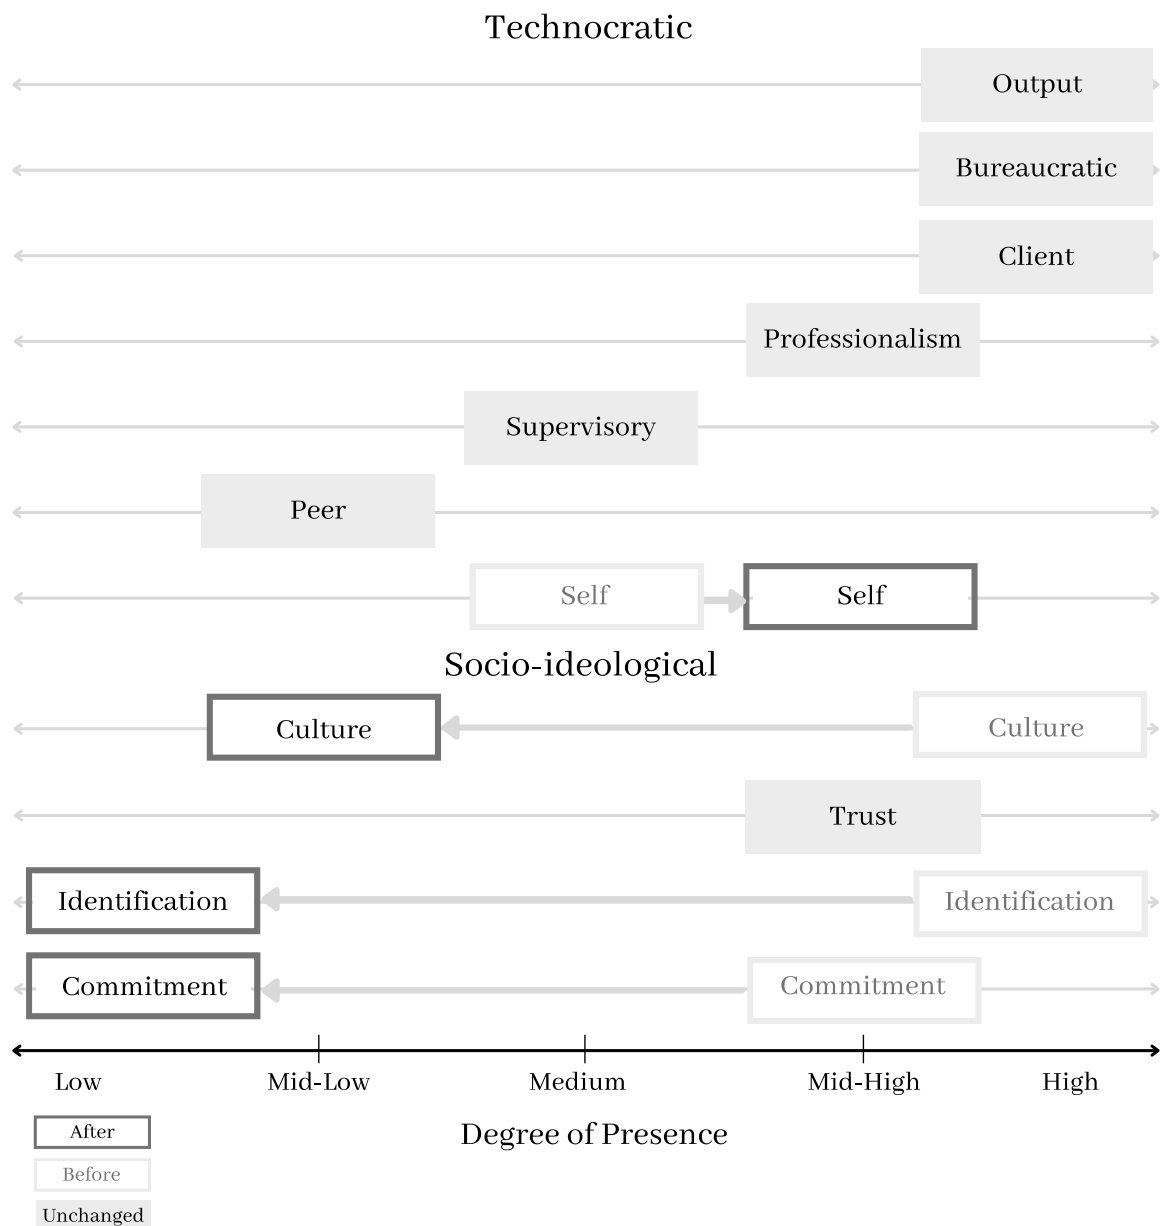 Technocratic
Output
Bureaucratic
Client
Professionalism
Supervisory
Peer
Self Self
Socio-ideological
Culture Culture
Trust
Identification Identification
Commitment Commitment
Low Mid-Low Medium Mid-High High
Degree of Presence
After
Before
Unchanged